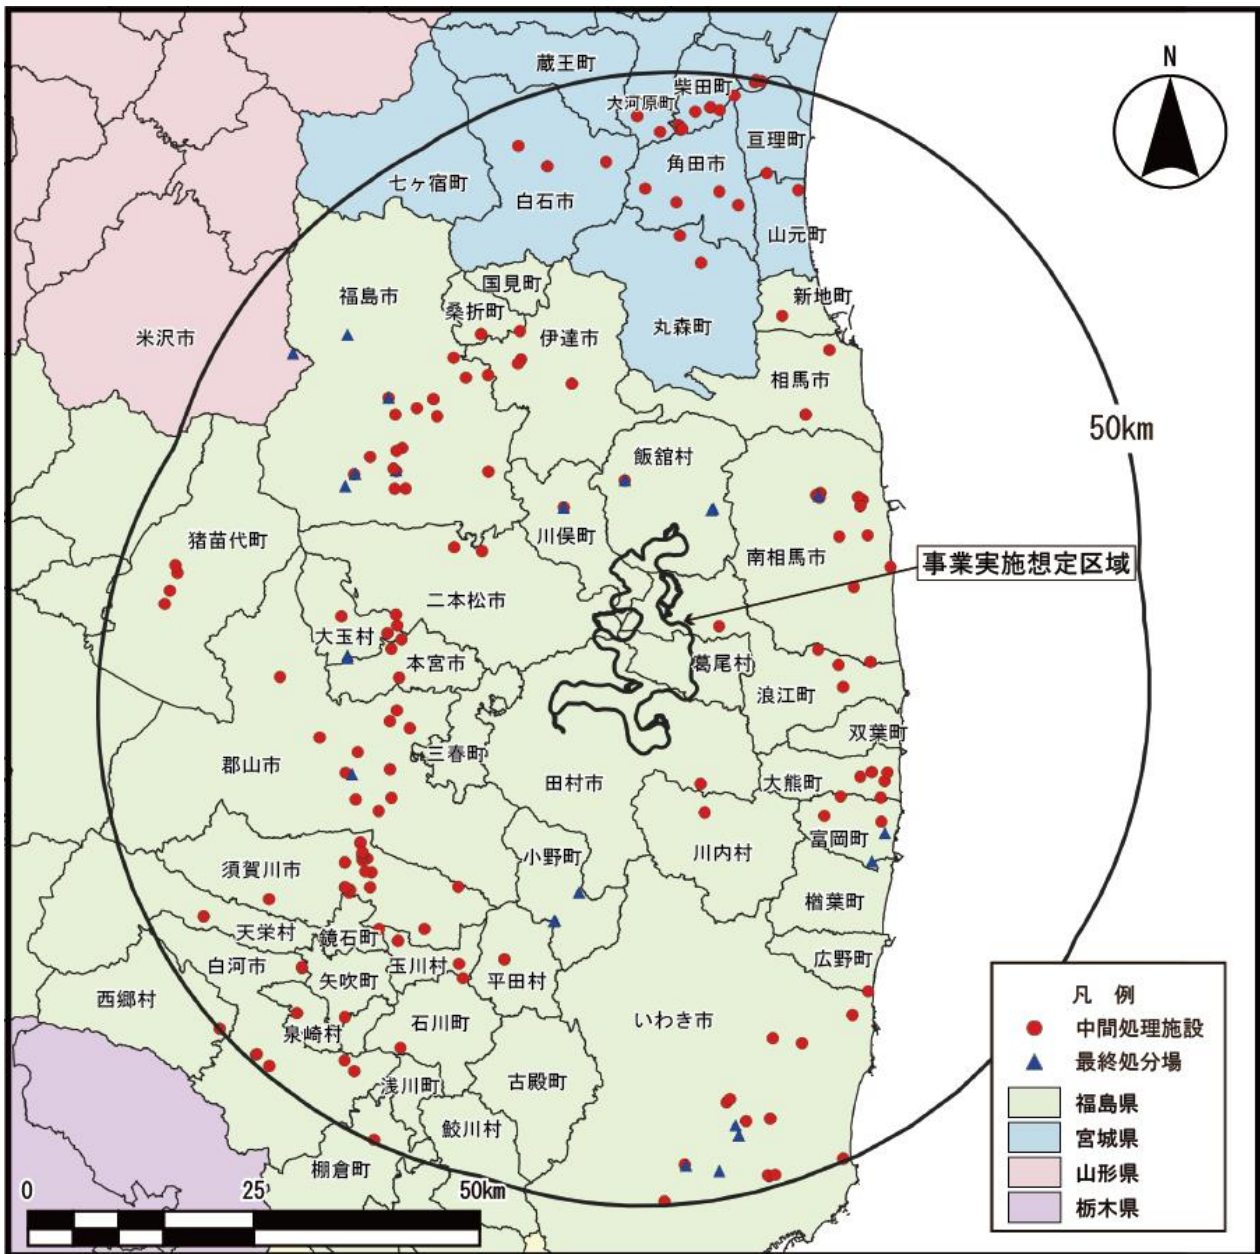 N
蔵王町
柴田町
大河原町
亘理町
角田市
七ヶ宿町
白石市
山元町
国見町
新地町
福島市
桑折町
伊達市
丸森町
米沢市
相馬市
50km
飯舘村
猪苗代町
川俣町
南相馬市
事業実施想定区域
二本松市
大玉村
本宮市
葛尾村
浪江町
双葉町
三春町
郡山市
田村市
大熊町
富岡町
須賀川市
小野町
川内村
楢葉町
天栄村
鏡石町
広野町
白河市
矢吹町
玉川村
平田村
西郷村
泉崎村
石川町
いわき市
浅川町
古殿町
鮫川村
棚倉町
0 25 50km
凡 例
中間処理施設
最終処分場
福島県
宮城県
山形県
栃木県